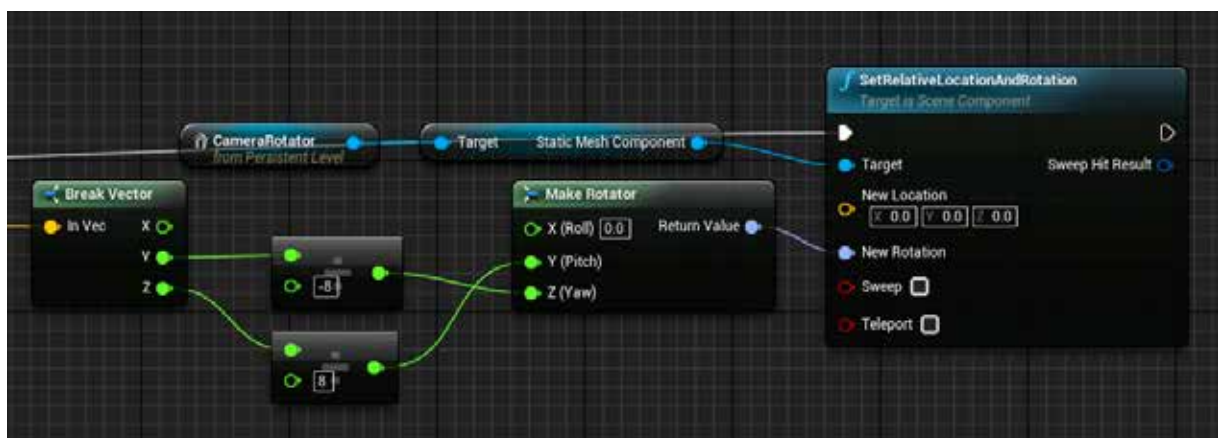 SetRelativeLocationAndRotation
Target is Scene Component
CameraRotator
from Persistent Level
Target Static Mesh Component
Target Sweep Hit Result
Break Vector
Make Rotator
New Location
X 0.0 Y 0.0 Z 0.0
In Vec X
X (Roll) 0.0 Return Value
Y
Y (Pitch)
New Rotation
Z
-8
Z (Yaw)
Sweep
Teleport
8